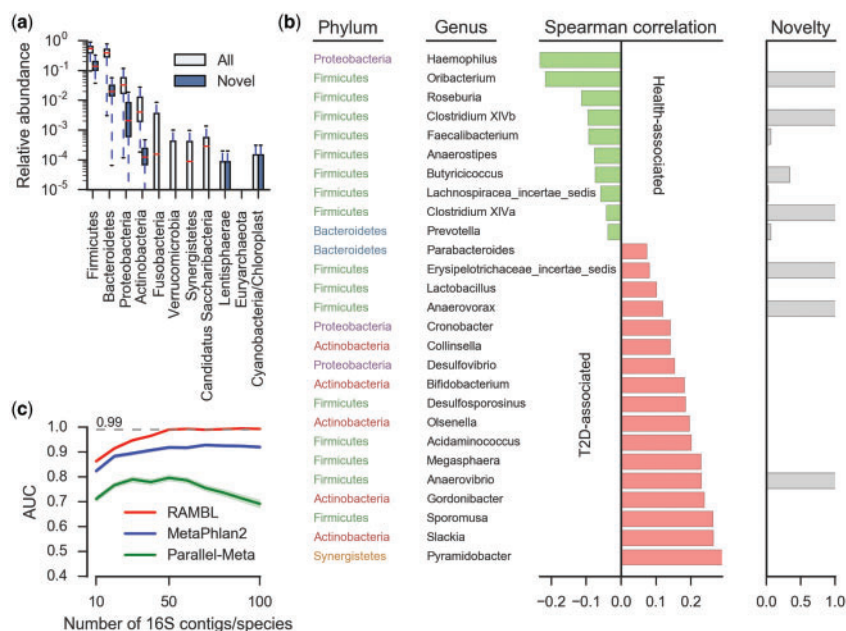 (a)
Relative abundance
10^0
10^-1
10^-2
10^-3
10^-4
10^-5
All
Novel
Firmicutes
Bacteroidetes
Proteobacteria
Actinobacteria
Fusobacteria
Verrucomicrobia
Synergistetes
Candidatus Saccharibacteria
Lentisphaerae
Euryarchaeota
Cyanobacteria/Chloroplast
(b)
Phylum Genus Spearman correlation Novelty
Proteobacteria Haemophilus
Firmicutes Oribacterium
Firmicutes Roseburia
Firmicutes Clostridium XIVb
Firmicutes Faecalibacterium
Firmicutes Anaerostipes
Firmicutes Butyricicoccus
Firmicutes Lachnospiracea_incertae_sedis
Firmicutes Clostridium XIVa
Bacteroidetes Prevotella
Bacteroidetes Parabacteroides
Firmicutes Erysipelotrichaceae_incertae_sedis
Firmicutes Lactobacillus
Firmicutes Anaerovorax
Proteobacteria Cronobacter
Actinobacteria Collinsella
Proteobacteria Desulfovibrio
Actinobacteria Bifidobacterium
Firmicutes Desulfosporosinus
Actinobacteria Olsenella
Firmicutes Acidaminococcus
Firmicutes Megasphaera
Firmicutes Anaerovibrio
Actinobacteria Gordonibacter
Firmicutes Sporomusa
Actinobacteria Slackia
Synergistetes Pyramidobacter
Health-associated
T2D-associated
−0.2 −0.1 0.0 0.1 0.2
0.0 0.2 0.4 0.6 0.8 1.0
(c)
AUC
1.0
0.9
0.8
0.7
0.6
0.5
0.4
0.99
RAMBL
MetaPhlan2
Parallel-Meta
10 50 100
Number of 16S contigs/species